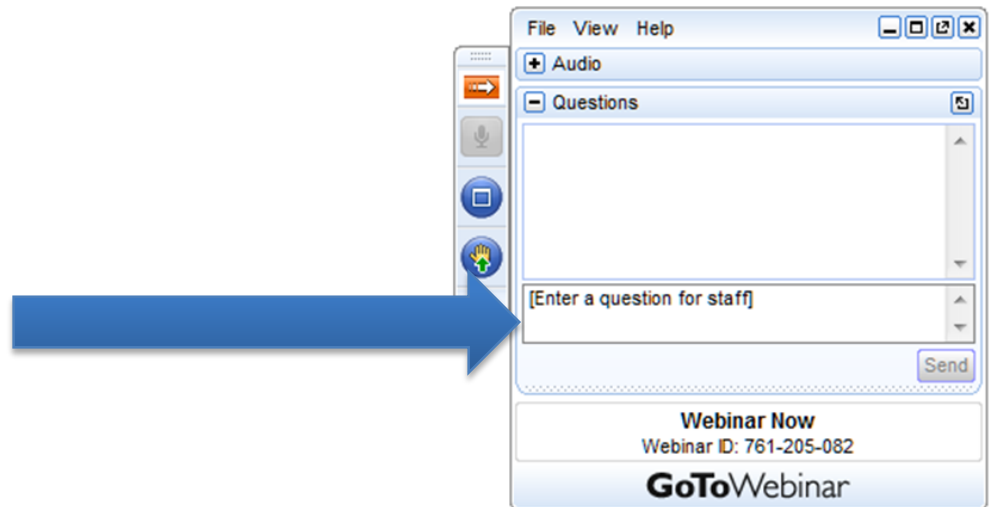 File View Help
Audio
Questions
[Enter a question for staff]
Send
Webinar Now
Webinar ID: 761-205-082
GoToWebinar